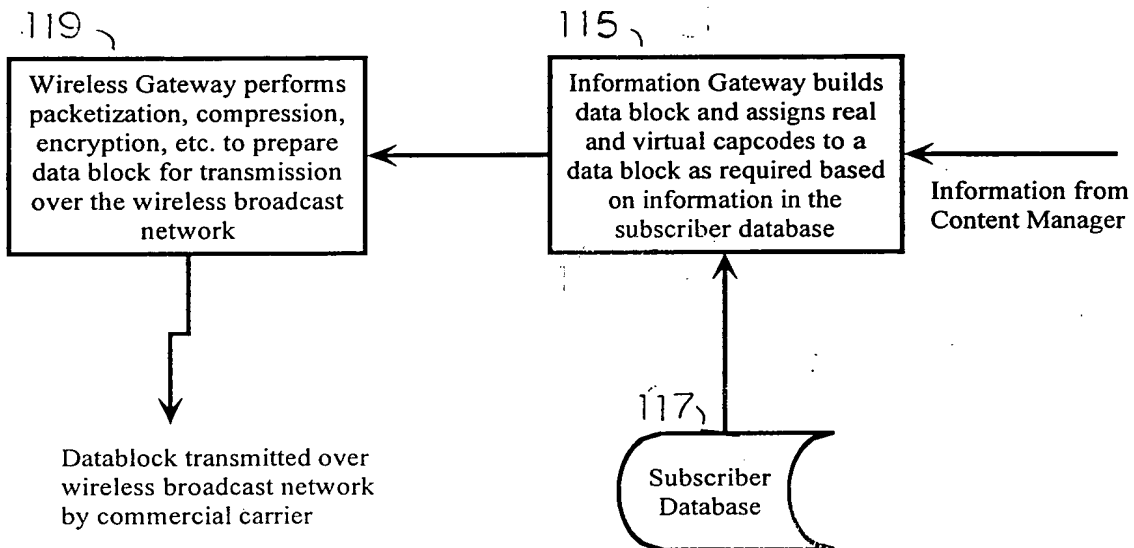 119
Wireless Gateway performs
packetization, compression,
encryption, etc. to prepare
data block for transmission
over the wireless broadcast
network
115
Information Gateway builds
data block and assigns real
and virtual capcodes to a
data block as required based
on information in the
subscriber database
Information from
Content Manager
117
Subscriber
Database
Datablock transmitted over
wireless broadcast network
by commercial carrier